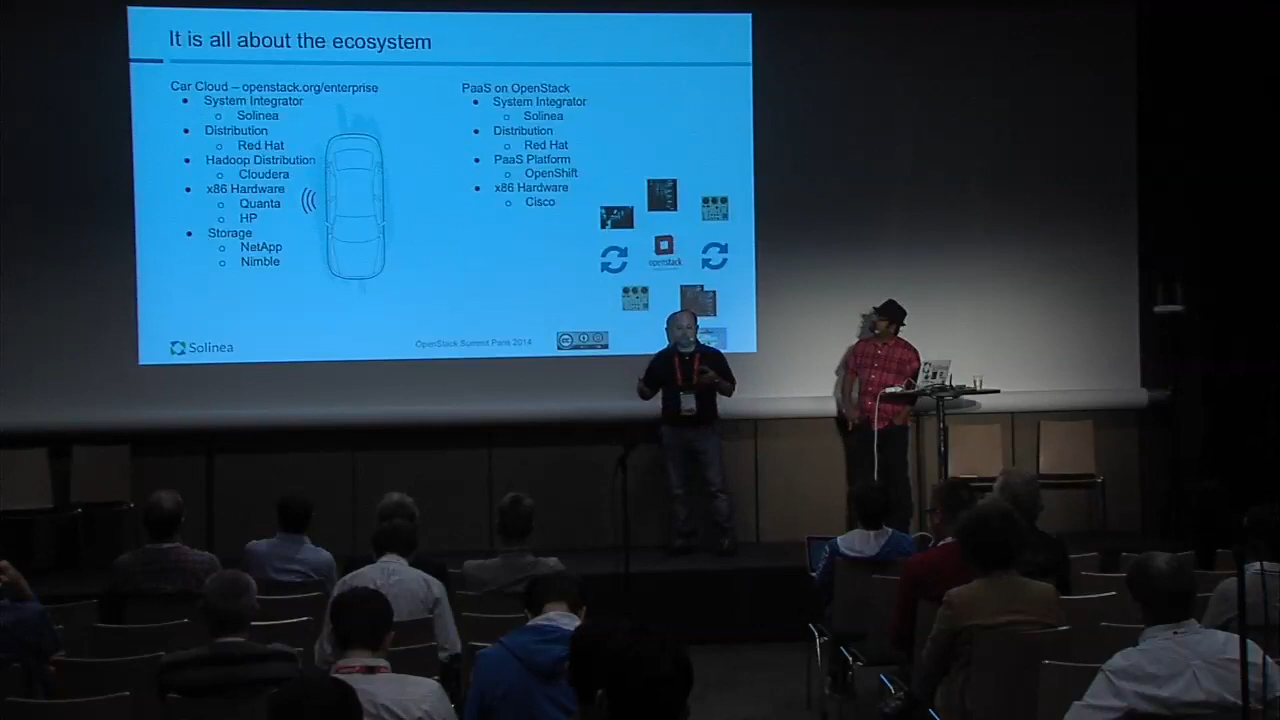 It is all about the ecosystem
Car Cloud – openstack.org/enterprise
● System Integrator
○ Solinea
● Distribution
○ Red Hat
● Hadoop Distribution
○ Cloudera
● x86 Hardware
○ Quanta
○ HP
● Storage
○ NetApp
○ Nimble
PaaS on OpenStack
● System Integrator
○ Solinea
● Distribution
○ Red Hat
● PaaS Platform
○ OpenShift
● x86 Hardware
○ Cisco
openstack
Solinea
OpenStack Summit Paris 2014
cc